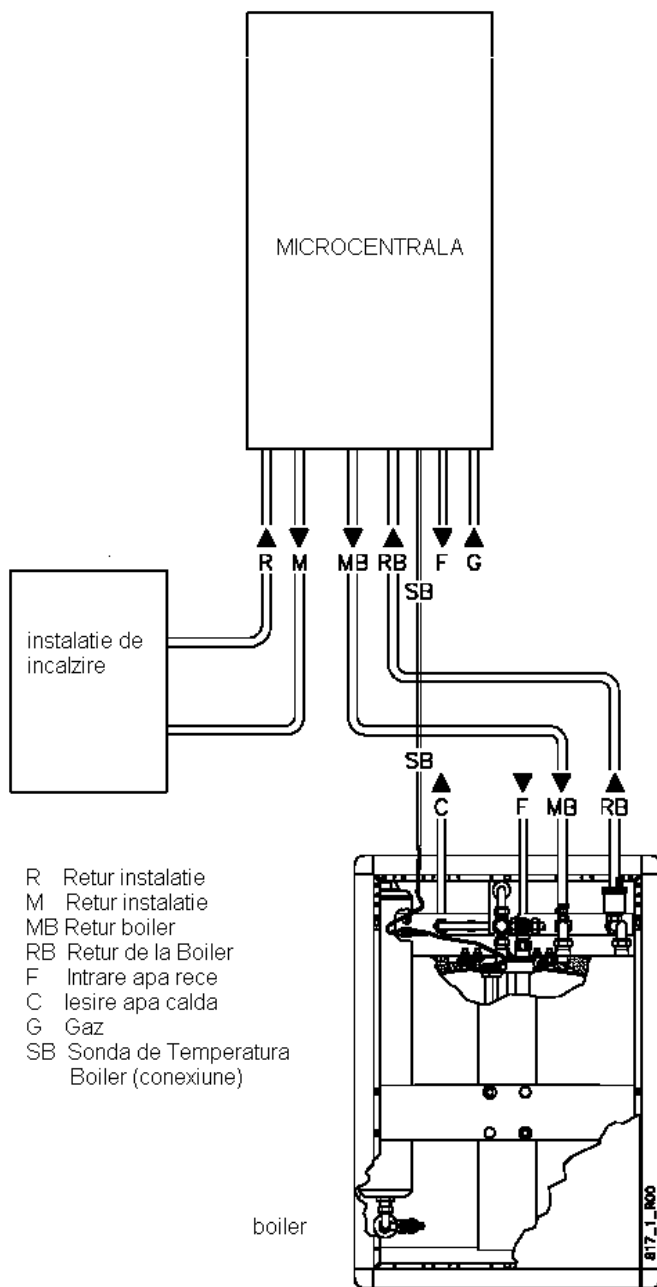 MICROCENTRALA
R M MB RB F G
SB
instalatie de
incalzire
SB
C F MB RB
R Retur instalatie
M Retur instalatie
MB Retur boiler
RB Retur de la Boiler
F Intrare apa rece
C Iesire apa calda
G Gaz
SB Sonda de Temperatura
Boiler (conexiune)
boiler
817_1_R00